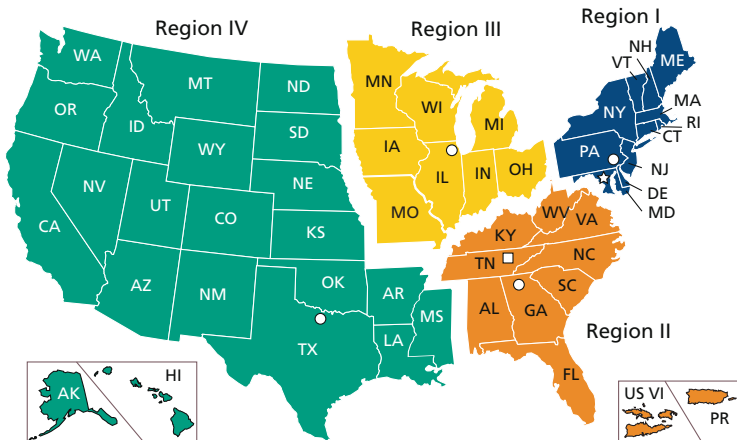 Region IV
Region III
Region I
WA
MT
ND
MN
NH
VT
ME
OR
ID
SD
WI
MI
NY
MA
RI
CT
WY
IA
PA
NJ
NV
UT
NE
IL
IN
OH
DE
MD
CA
CO
KS
MO
WV
VA
KY
AZ
NM
OK
AR
TN
NC
SC
MS
AL
GA
TX
LA
Region II
FL
AK
HI
US VI
PR